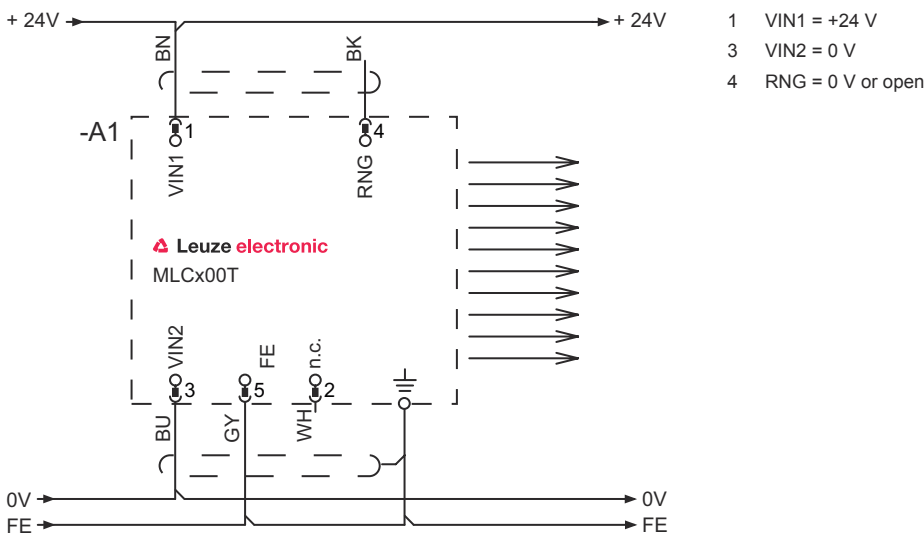 + 24V
+ 24V
1 VIN1 = +24 V
3 VIN2 = 0 V
4 RNG = 0 V or open
BN
BK
-A1
1
4
VIN1
RNG
Leuze electronic
MLCx00T
VIN2
FE
n.c.
3
5
2
BU
GY
WH
0V
0V
FE
FE